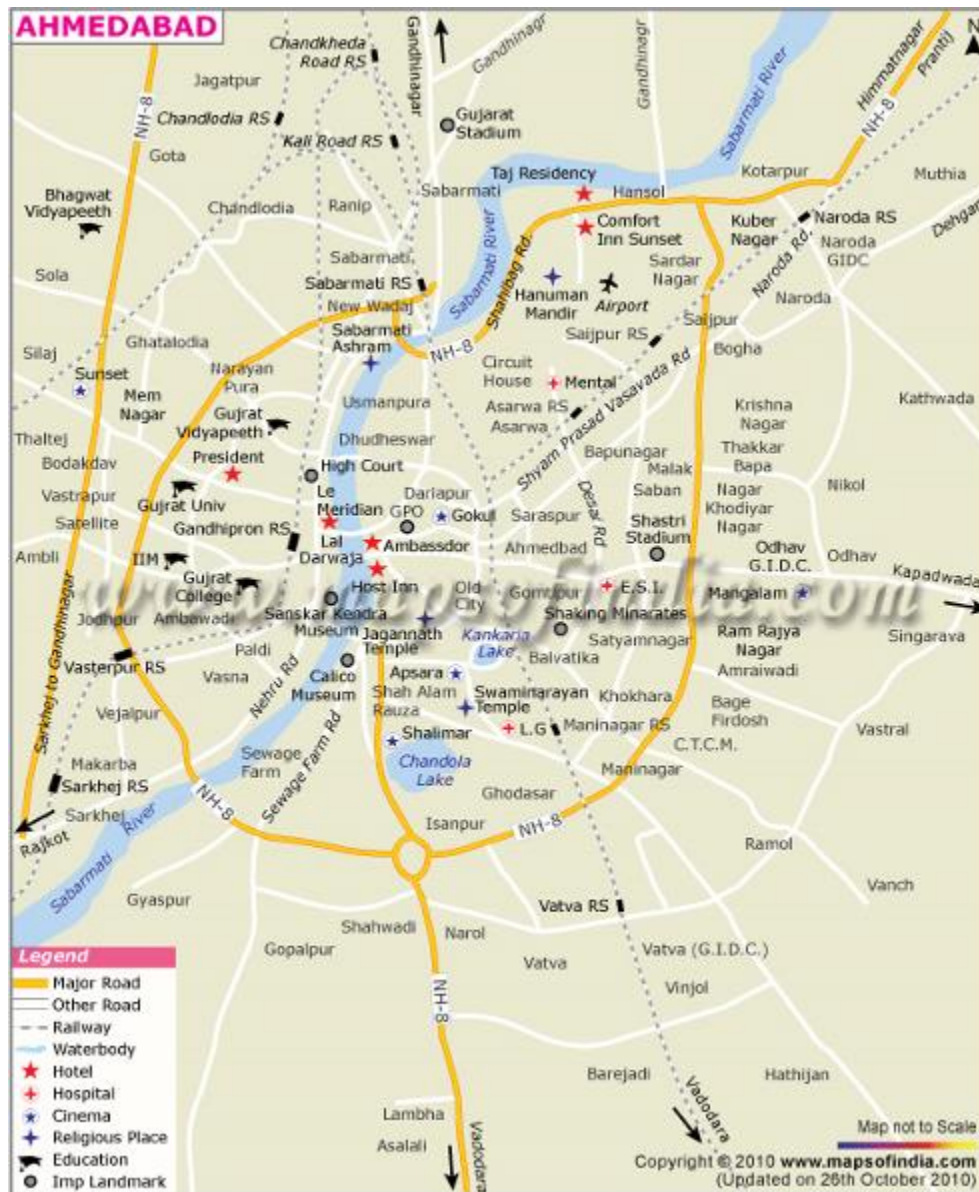 AHMEDABAD
Chandkheda
Road RS
Gandhinagar
Gandhinagr
Gandhinagr
Himmatnagar
Prantij
N
NH-8
Jagatpur
Chandlodia RS
Gujarat
Stadium
Kali Road RS
NH-8
Sabarmati River
Gota
Taj Residency
Kotarpur
Muthia
Bhagwat
Vidyapeeth
Sabarmati
Hansol
Chandlodia
Ranip
Comfort
Inn Sunset
Kuber
Nagar
Naroda RS
Dehgan
Sabarmati River
Shahibag Rd.
Sabarmati
Sardar
Nagar
Naroda
GIDC
Sola
Sabarmati RS
Hanuman
Mandir
Airport
Naroda Rd.
Naroda
New Wadaj
Sabarmati
Ashram
Saijpur RS
Saijpur
Ghatalodia
NH-8
Circuit
House
Bogha
Silaj
Sunset
Narayan
Pura
Mental
Shyam Prasad Vasavada Rd
Mem
Nagar
Usmanpura
Asarwa RS
Asarwa
Krishna
Nagar
Kathwada
Gujrat
Vidyapeeth
Thaltej
Dhudheswar
Bapunagar
Thakkar
Bapa
Bodakdav
President
High Court
Malak
Vastrapur
Gujrat Univ
Le
Meridian
Dariapur
Desai Rd
Saban
Nagar
Khodiyar
Nagar
Nikol
Satellite
Gandhipron RS
GPO
Gokul
Saraspur
Shastri
Stadium
Ambli
Lal
Darwaja
Ambassdor
Ahmedbad
Odhav
G.I.D.C.
Odhav
Kapadwada
IIM
Gujrat
College
Host Inn
Old
City
Gomtipur
E.S.I.
Mangalam
www.mapsofindia.com
Jodhpur
Ambawadi
Sanskar Kendra
Museum
Jagannath
Temple
Kankaria
Lake
Shaking Minarates
Satyamnagar
Ram Rajya
Nagar
Singarava
Sarkhej to Gandhinagar
Vasterpur RS
Paldi
Balvatika
Amraiwadi
Vasna
Nehru Rd
Calico
Museum
Apsara
Shah Alam
Rauza
Swaminarayan
Temple
Khokhara
Bage
Firdosh
Vejalpur
L.G
Maninagar RS
Vastral
Shalimar
C.T.C.M.
Makarba
Sewage
Farm
Sewage Farm Rd
Chandola
Lake
Maninagar
Sarkhej RS
NH-8
Ghodasar
Sarkhej
Isanpur
NH-8
Rajkot
Sabarmati River
Ramol
Gyaspur
Vatva RS
Vanch
Shahwadi
Narol
Gopalpur
Vatva
Vatva (G.I.D.C.)
NH-8
Vinjol
Barejadi
Hathijan
Lambha
Asalali
Vadodara
Vadodara
Legend
Major Road
Other Road
Railway
Waterbody
Hotel
Hospital
Cinema
Religious Place
Education
Imp Landmark
Map not to Scale
Copyright © 2010 www.mapsofindia.com
(Updated on 26th October 2010)